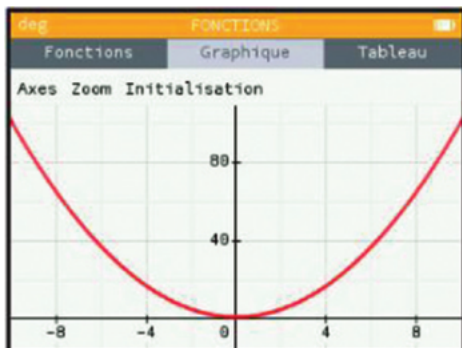 deg FONCTIONS
Fonctions Graphique Tableau
Axes Zoom Initialisation
80
40
-8 -4 0 4 8